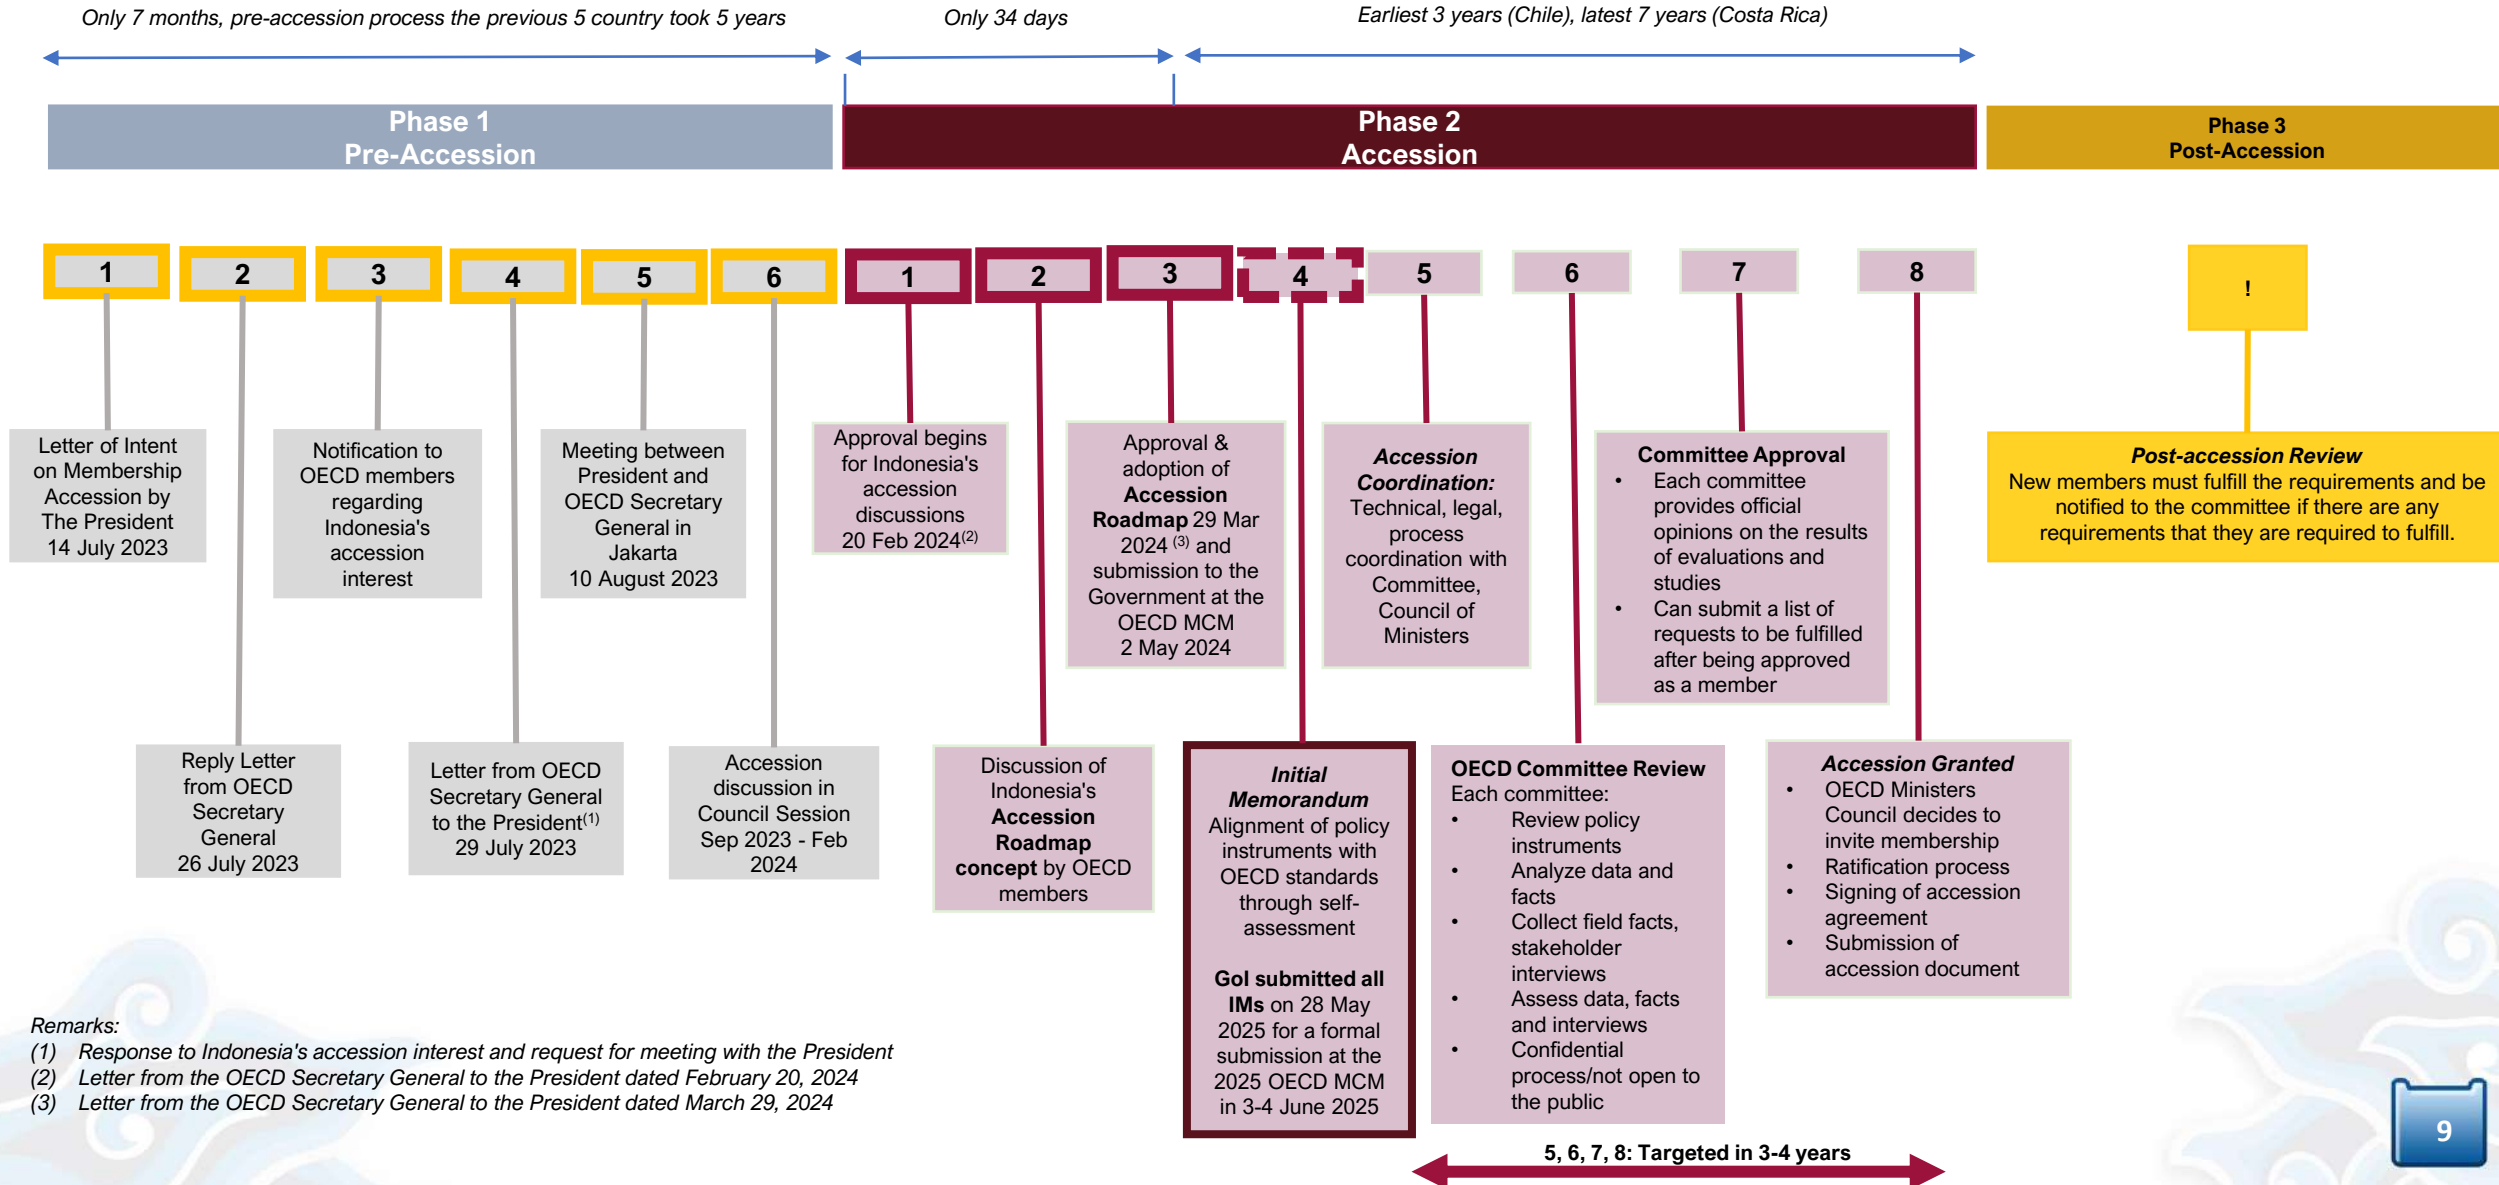 Only 7 months, pre-accession process the previous 5 country took 5 years
Only 34 days
Earliest 3 years (Chile), latest 7 years (Costa Rica)
Phase 1
Pre-Accession
Phase 2
Accession
Phase 3
Post-Accession
1
2
3
4
5
6
1
2
3
4
5
6
7
8
!
Letter of Intent
on Membership
Accession by
The President
14 July 2023
Notification to
OECD members
regarding
Indonesia's
accession
interest
Meeting between
President and
OECD Secretary
General in
Jakarta
10 August 2023
Approval begins
for Indonesia's
accession
discussions
20 Feb 2024(2)
Approval &
adoption of
Accession
Roadmap 29 Mar
2024 (3) and
submission to the
Government at the
OECD MCM
2 May 2024
Accession
Coordination:
Technical, legal,
process
coordination with
Committee,
Council of
Ministers
Committee Approval
• Each committee
provides official
opinions on the results
of evaluations and
studies
• Can submit a list of
requests to be fulfilled
after being approved
as a member
Post-accession Review
New members must fulfill the requirements and be
notified to the committee if there are any
requirements that they are required to fulfill.
Reply Letter
from OECD
Secretary
General
26 July 2023
Letter from OECD
Secretary General
to the President(1)
29 July 2023
Accession
discussion in
Council Session
Sep 2023 - Feb
2024
Discussion of
Indonesia's
Accession
Roadmap
concept by OECD
members
Initial
Memorandum
Alignment of policy
instruments with
OECD standards
through self-
assessment
GoI submitted all
IMs on 28 May
2025 for a formal
submission at the
2025 OECD MCM
in 3-4 June 2025
OECD Committee Review
Each committee:
• Review policy
instruments
• Analyze data and
facts
• Collect field facts,
stakeholder
interviews
• Assess data, facts
and interviews
• Confidential
process/not open to
the public
Accession Granted
• OECD Ministers
Council decides to
invite membership
• Ratification process
• Signing of accession
agreement
• Submission of
accession document
5, 6, 7, 8: Targeted in 3-4 years
Remarks:
(1) Response to Indonesia's accession interest and request for meeting with the President
(2) Letter from the OECD Secretary General to the President dated February 20, 2024
(3) Letter from the OECD Secretary General to the President dated March 29, 2024
9